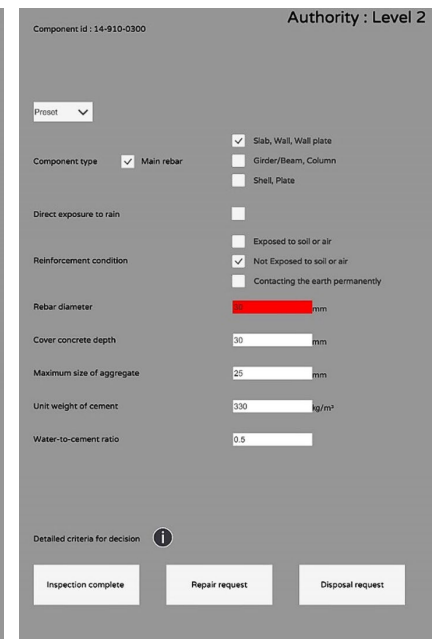 Authority : Level 2
Component id : 14-910-0300
Preset
Slab, Wall, Wall plate
Component type Main rebar Girder/Beam, Column
Shell, Plate
Direct exposure to rain
Exposed to soil or air
Reinforcement condition Not Exposed to soil or air
Contacting the earth permanently
Rebar diameter mm
Cover concrete depth 30 mm
Maximum size of aggregate 25 mm
Unit weight of cement 330 kg/m³
Water-to-cement ratio 0.5
Detailed criteria for decision i
Inspection complete Repair request Disposal request